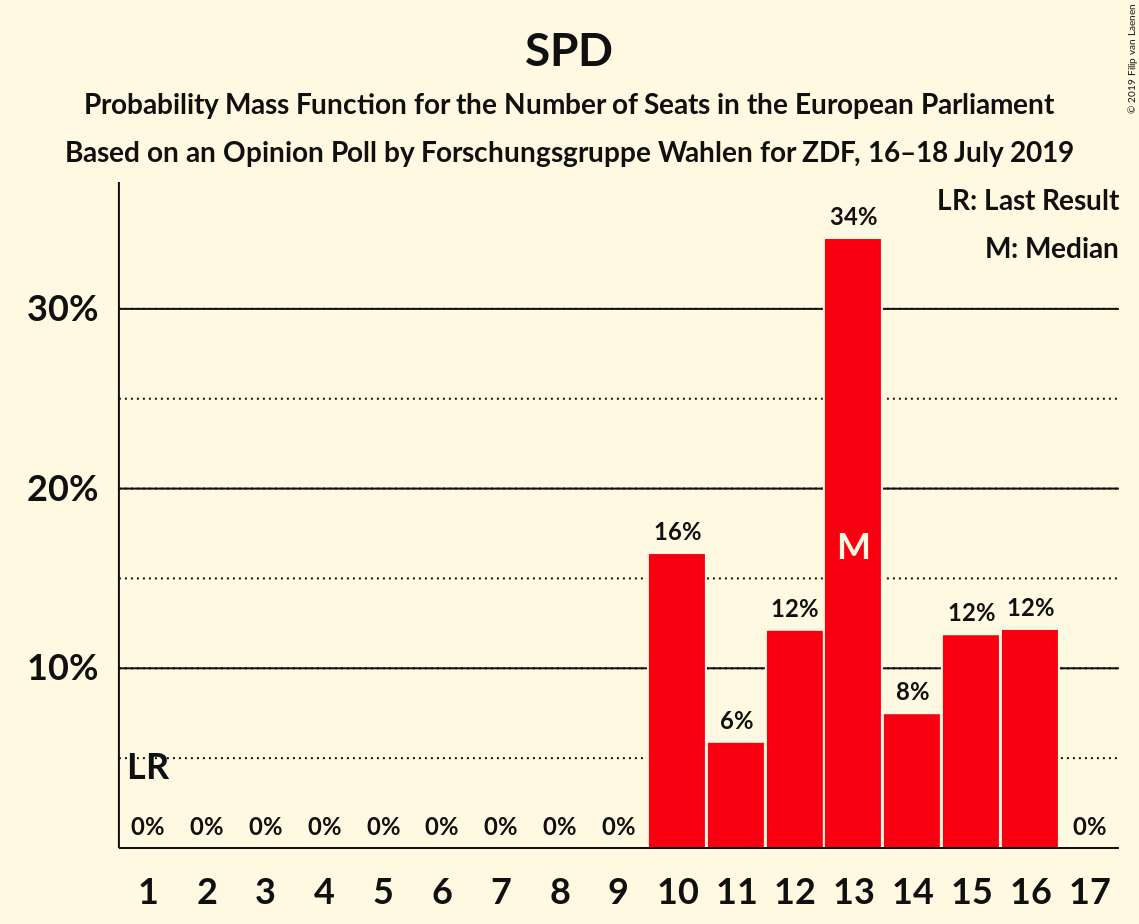 SPD
Probability Mass Function for the Number of Seats in the European Parliament
Based on an Opinion Poll by Forschungsgruppe Wahlen for ZDF, 16–18 July 2019
© 2019 Filip van Laenen
LR: Last Result
M: Median
34%
30%
20%
16%
M
12%
12%
12%
10%
8%
6%
LR
0% 0% 0% 0% 0% 0% 0% 0% 0% 0%
1 2 3 4 5 6 7 8 9 10 11 12 13 14 15 16 17